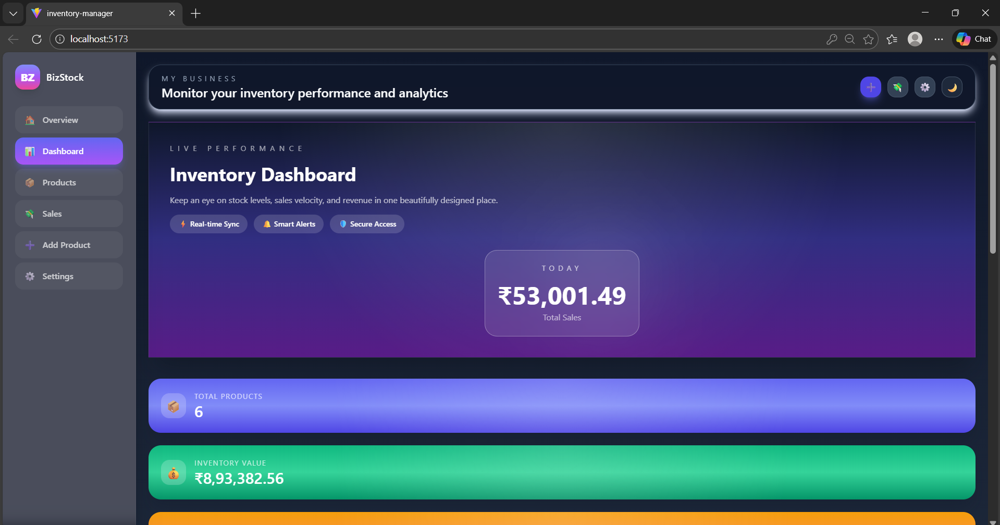 inventory-manager
localhost:5173
Chat
BZ
BizStock
Overview
Dashboard
Products
Sales
Add Product
Settings
MY BUSINESS
Monitor your inventory performance and analytics
LIVE PERFORMANCE
Inventory Dashboard
Keep an eye on stock levels, sales velocity, and revenue in one beautifully designed place.
Real-time Sync
Smart Alerts
Secure Access
TODAY
₹53,001.49
Total Sales
TOTAL PRODUCTS
6
INVENTORY VALUE
₹8,93,382.56